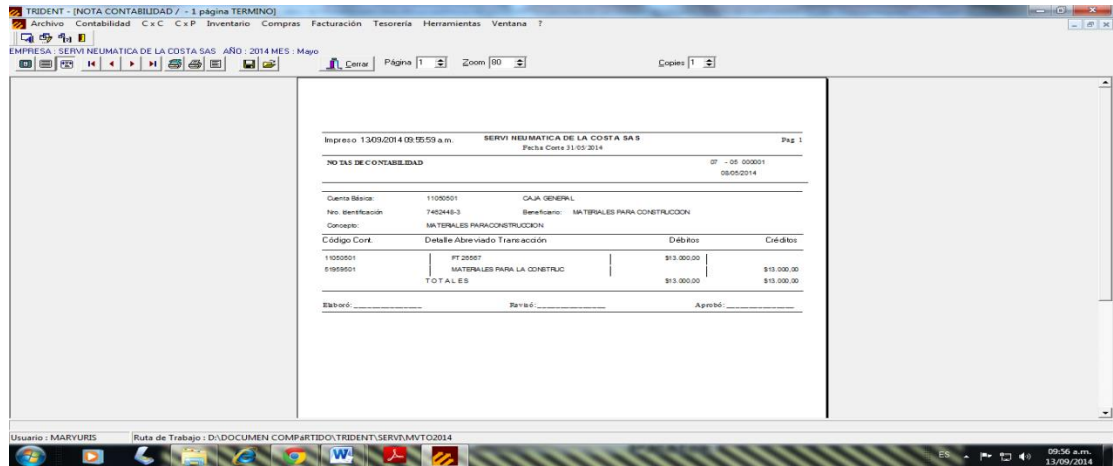 TRIDENT - [NOTA CONTABILIDAD / - 1 página TERMINO]
Archivo Contabilidad C x C C x P Inventario Compras Facturación Tesorería Herramientas Ventana ?
EMPRESA : SERVI NEUMATICA DE LA COSTA SAS AÑO : 2014 MES : Mayo
Cerrar Página 1 Zoom 80 Copies 1
Impreso 13/09/2014 09:55:59 a.m. SERVI NEUMATICA DE LA COSTA SAS Pag 1
Fecha Corte 31/05/2014
NOTAS DE CONTABILIDAD 07 - 05 000001
08/05/2014
Cuenta Básica: 11050501 CAJA GENERAL
Nro. Identificación 7462448-3 Beneficiario: MATERIALES PARA CONSTRUCCION
Concepto: MATERIALES PARACONSTRUCCION
Código Cont. Detalle Abreviado Transacción Débitos Créditos
11050501 FT 26567 $13.000,00
51959501 MATERIALES PARA LA CONSTRUC $13.000,00
TOTALES $13.000,00 $13.000,00
Elaboró: Revisó: Aprobó:
Usuario : MARYURIS Ruta de Trabajo : D:\DOCUMEN COMPARTIDO\TRIDENT\SERVI\MVTO2014
ES 09:56 a.m.
13/09/2014